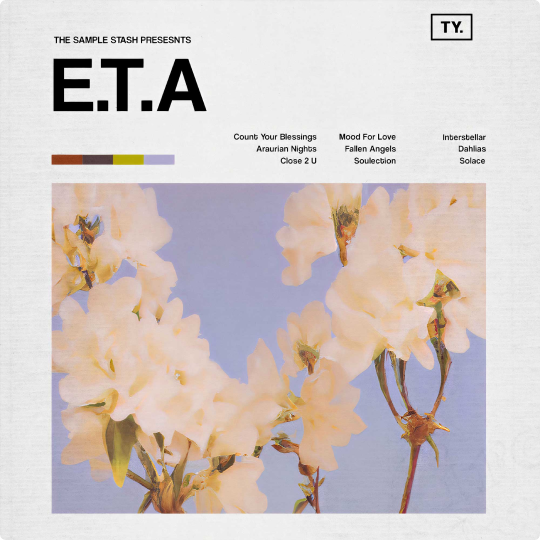 TY.
THE SAMPLE STASH PRESESNTS
E.T.A
Count Your Blessings
Araurian Nights
Close 2 U
Mood For Love
Fallen Angels
Soulection
Interstellar
Dahlias
Solace